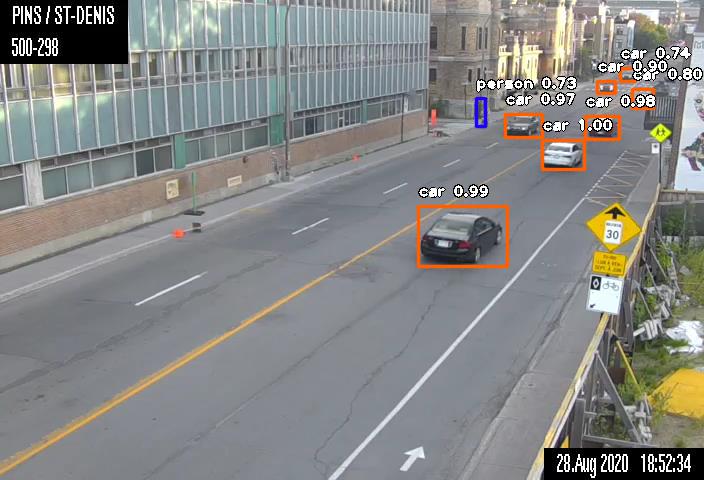 PINS / ST-DENIS
500-298
car 0.74
car 0.90
car 0.80
person 0.73
car 0.97
car 0.98
car 1.00
car 0.99
MAXIMUM
30
28.Aug 2020 18:52:34